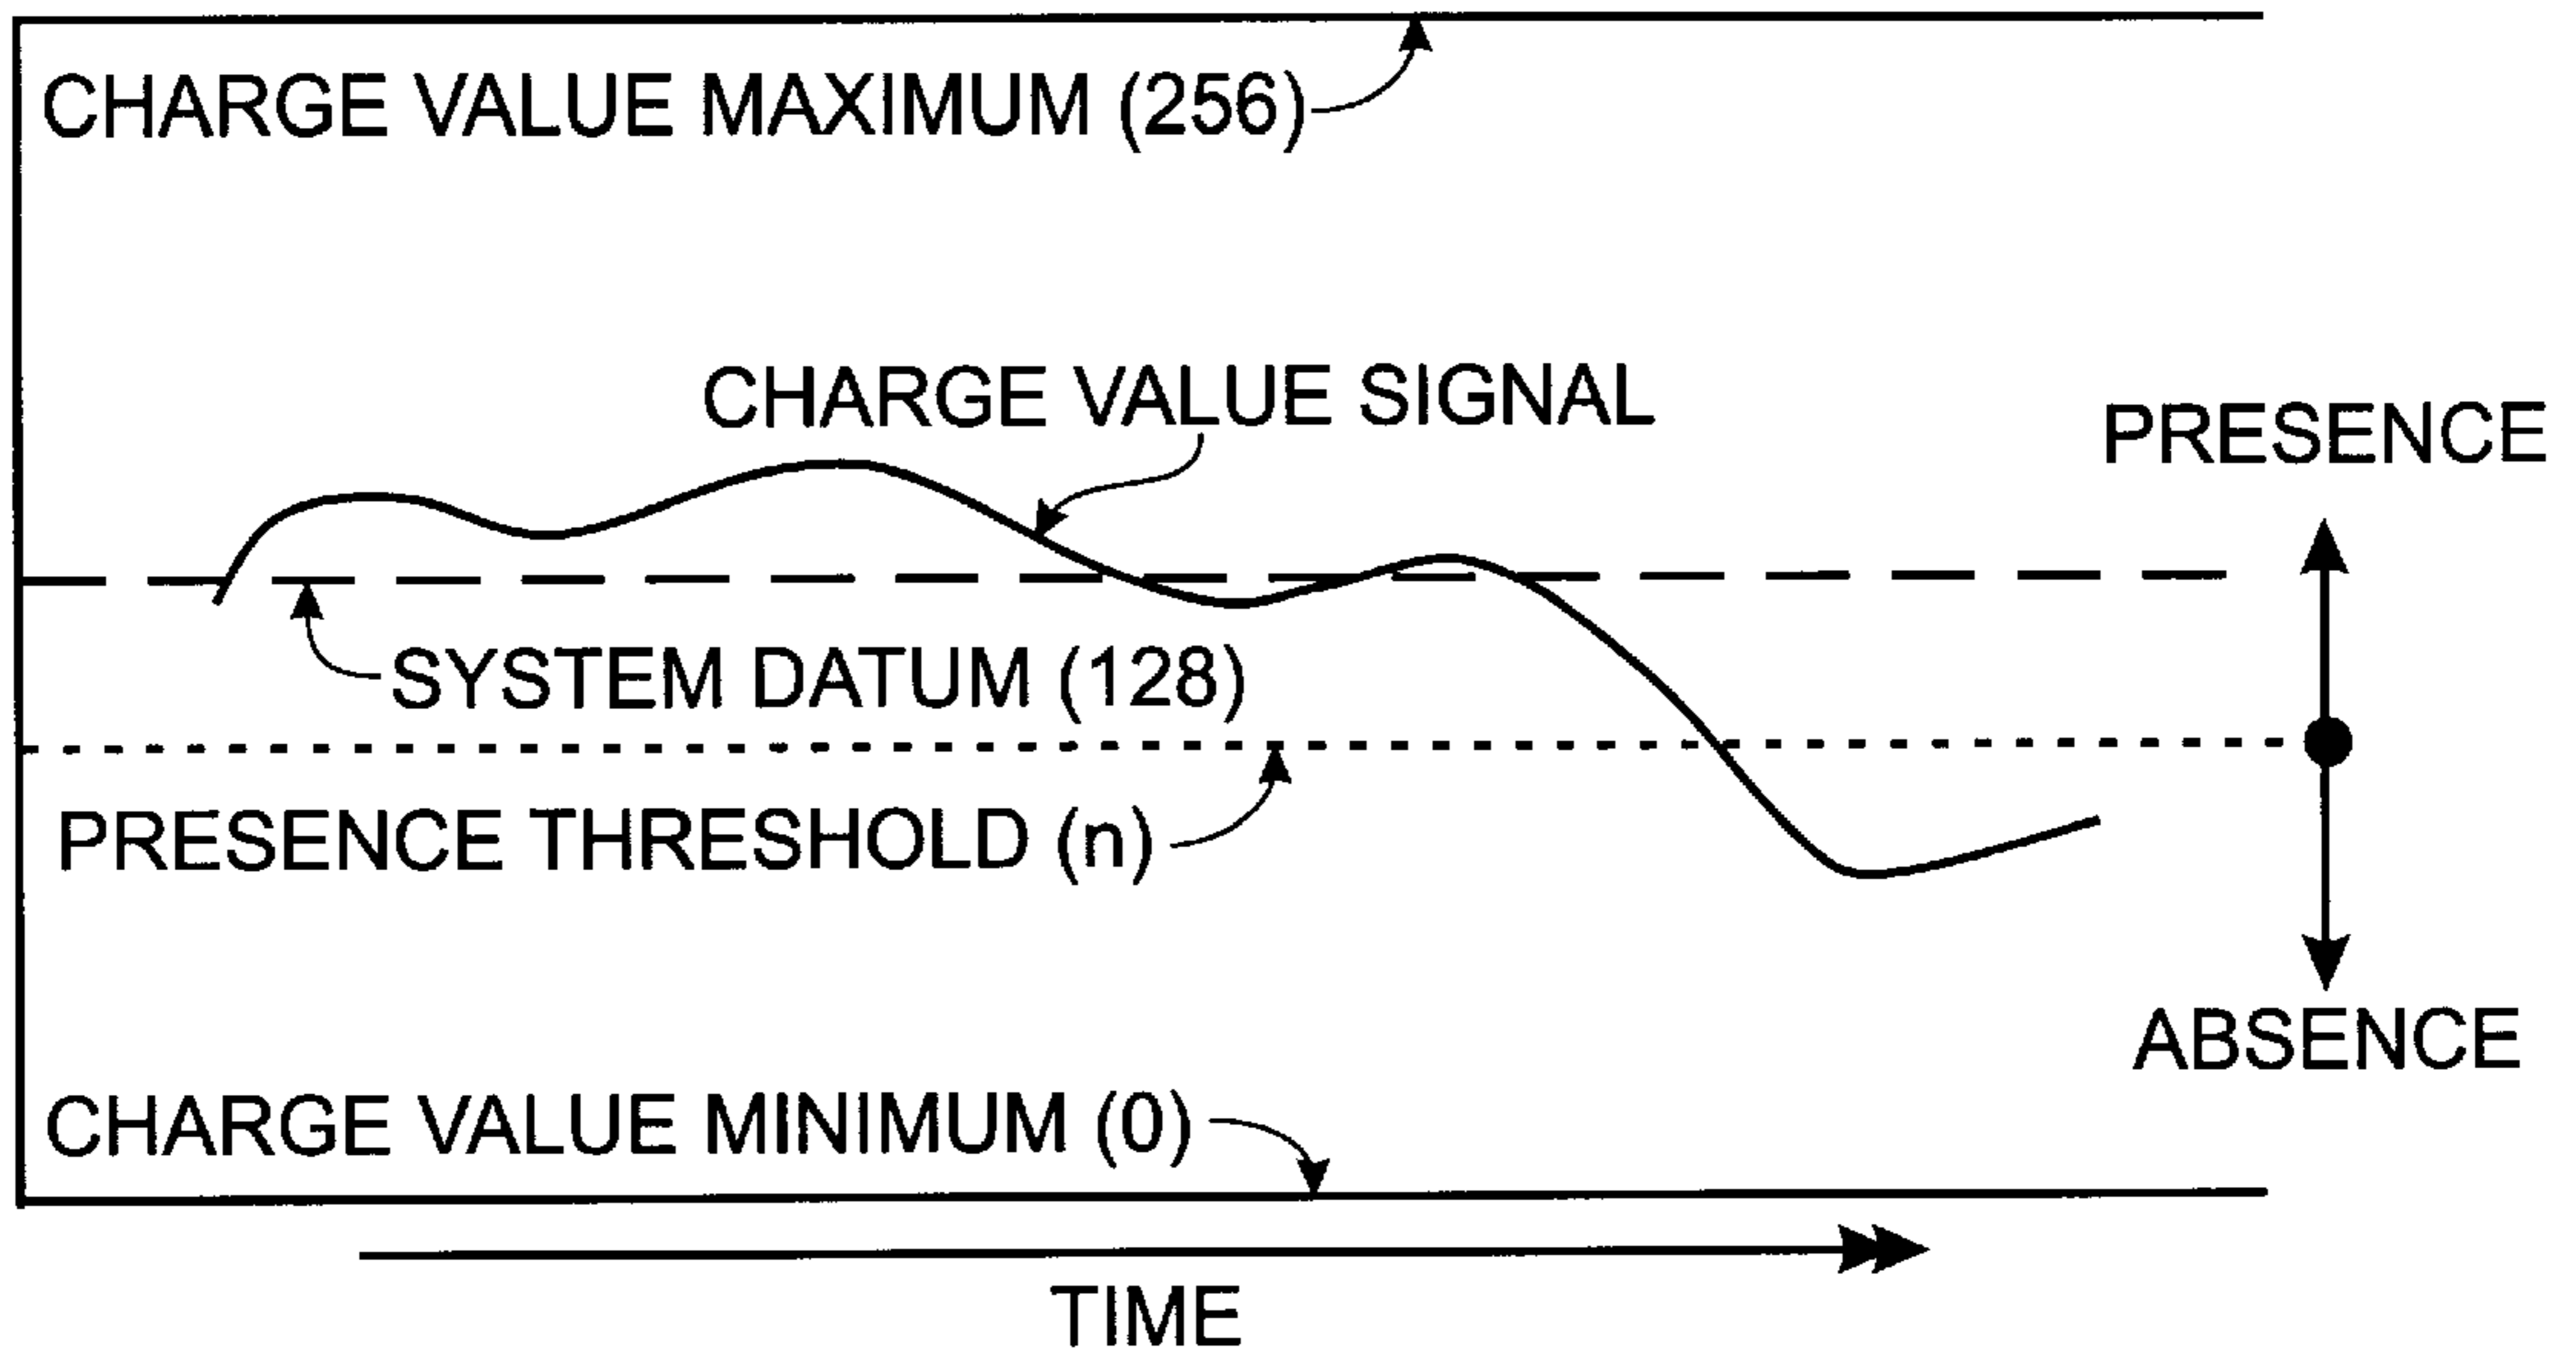 CHARGE VALUE MAXIMUM (256)
CHARGE VALUE SIGNAL
PRESENCE
SYSTEM DATUM (128)
PRESENCE THRESHOLD (n)
ABSENCE
CHARGE VALUE MINIMUM (0)
TIME